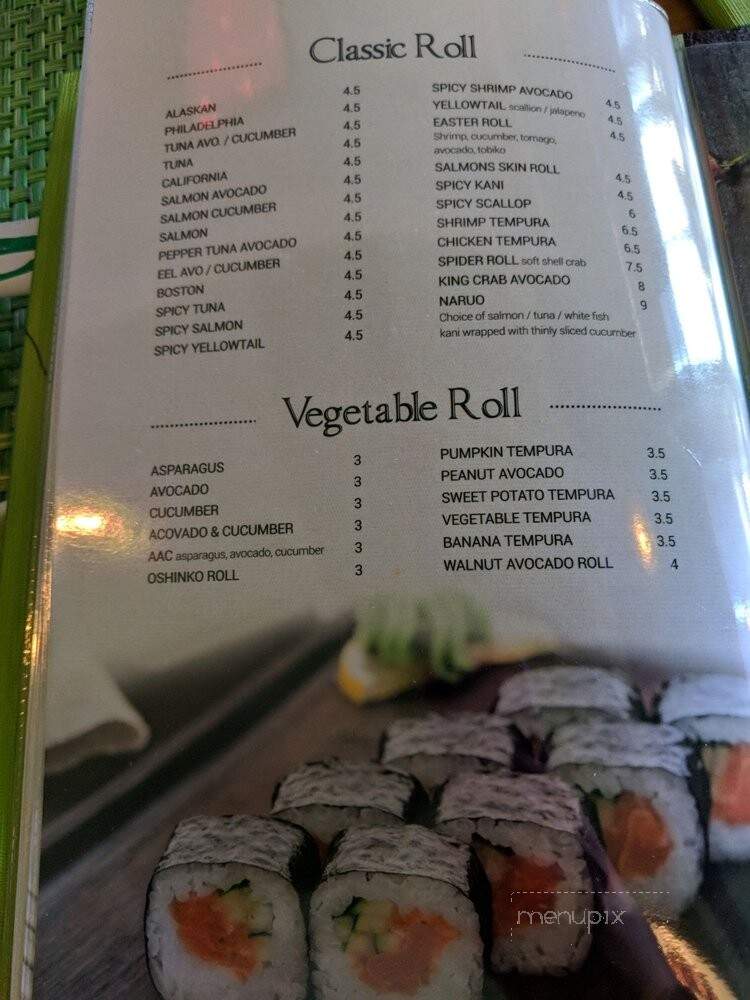 Classic Roll
ALASKAN 4.5
PHILADELPHIA 4.5
TUNA AVO. / CUCUMBER 4.5
TUNA 4.5
CALIFORNIA 4.5
SALMON AVOCADO 4.5
SALMON CUCUMBER 4.5
SALMON 4.5
PEPPER TUNA AVOCADO 4.5
EEL AVO / CUCUMBER 4.5
BOSTON 4.5
SPICY TUNA 4.5
SPICY SALMON 4.5
SPICY YELLOWTAIL 4.5
SPICY SHRIMP AVOCADO 4.5
YELLOWTAIL scallion / jalapeno 4.5
EASTER ROLL 4.5
Shrimp, cucumber, tomago,
avocado, tobiko
SALMONS SKIN ROLL 4.5
SPICY KANI 4.5
SPICY SCALLOP 6
SHRIMP TEMPURA 6.5
CHICKEN TEMPURA 6.5
SPIDER ROLL soft shell crab 7.5
KING CRAB AVOCADO 8
NARUO 9
Choice of salmon / tuna / white fish
kani wrapped with thinly sliced cucumber
Vegetable Roll
ASPARAGUS 3
AVOCADO 3
CUCUMBER 3
ACOVADO & CUCUMBER 3
AAC asparagus, avocado, cucumber 3
OSHINKO ROLL 3
PUMPKIN TEMPURA 3.5
PEANUT AVOCADO 3.5
SWEET POTATO TEMPURA 3.5
VEGETABLE TEMPURA 3.5
BANANA TEMPURA 3.5
WALNUT AVOCADO ROLL 4
menupix